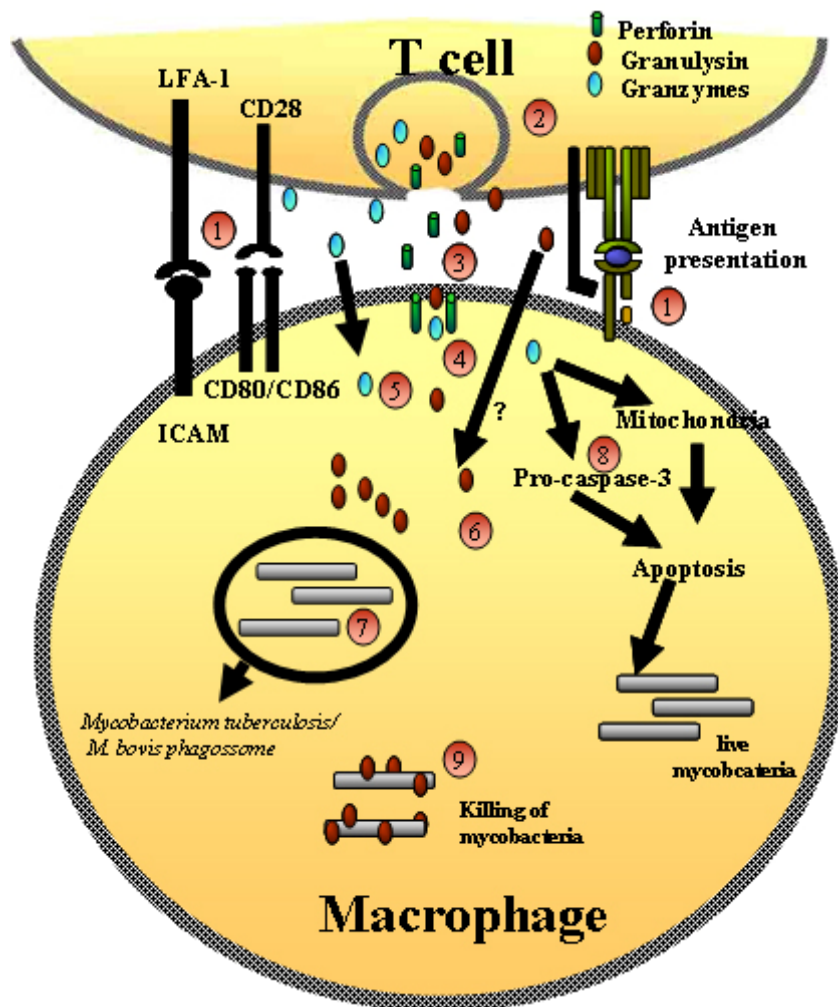 Perforin
Granulysin
Granzymes
T cell
LFA-1
CD28
2
1
3
Antigen
presentation
1
4
5
CD80/CD86
ICAM
?
Mitochondria
8
Pro-caspase-3
6
Apoptosis
7
Mycobacterium tuberculosis/
M. bovis phagossome
live
mycobcateria
9
Killing of
mycobacteria
Macrophage